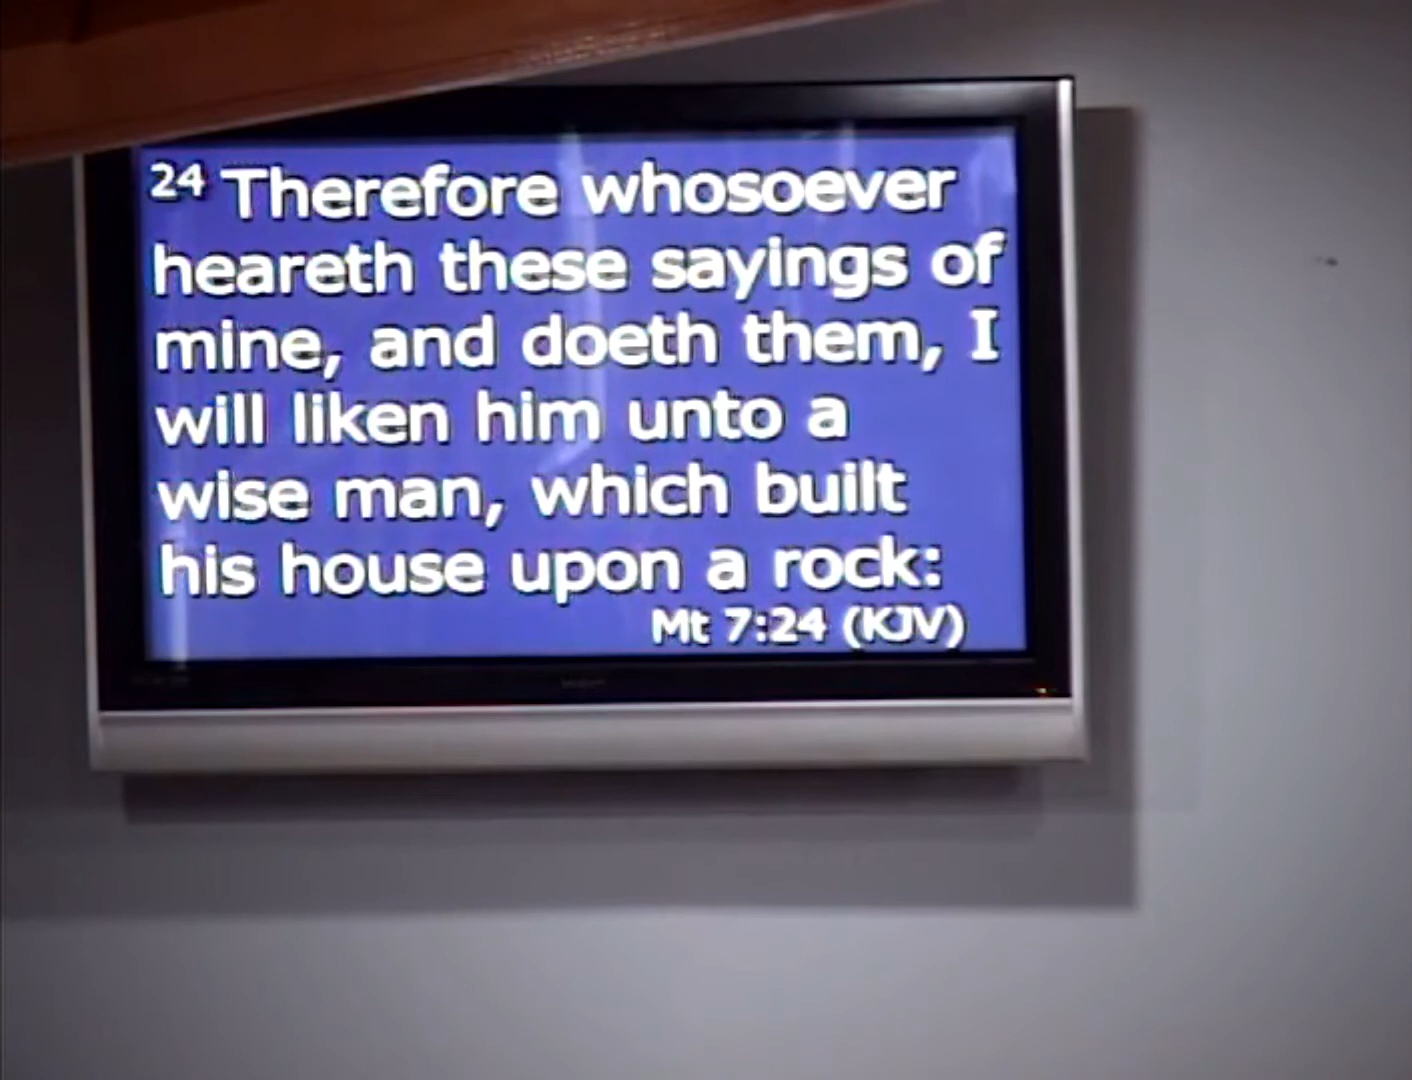 24 Therefore whosoever
heareth these sayings of
mine, and doeth them, I
will liken him unto a
wise man, which built
his house upon a rock:
Mt 7:24 (KJV)